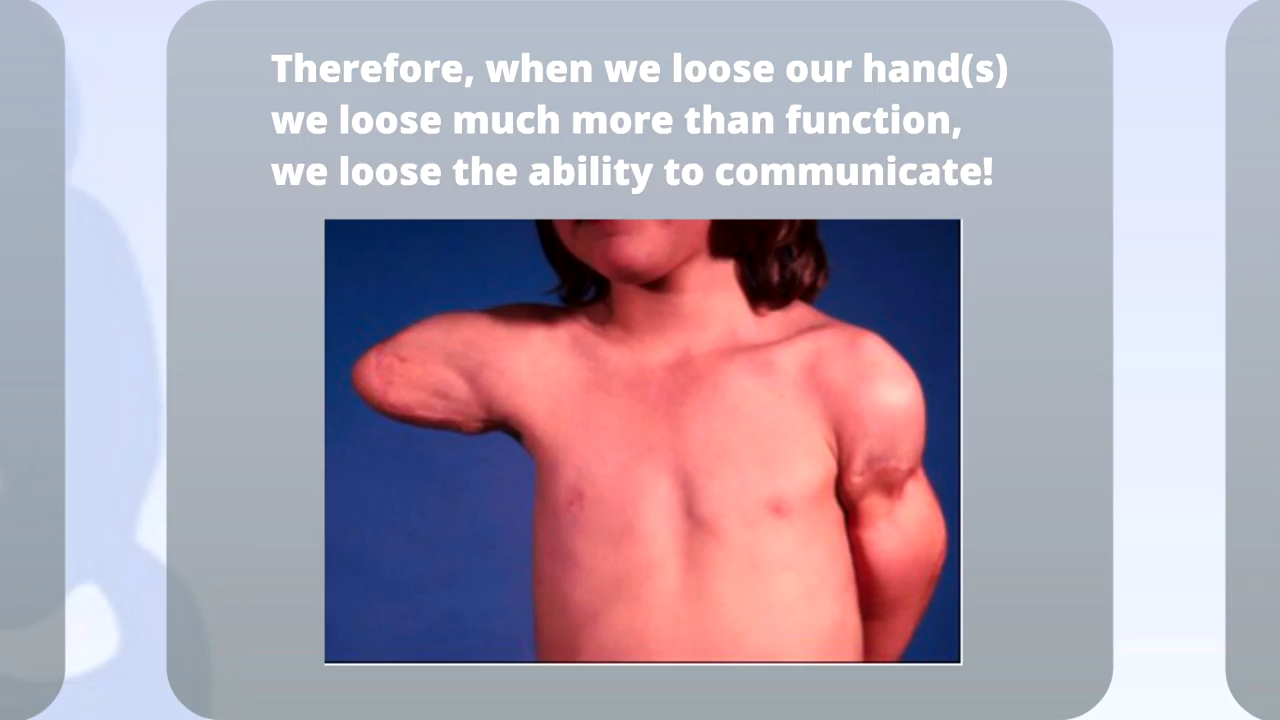 Therefore, when we loose our hand(s)
we loose much more than function,
we loose the ability to communicate!